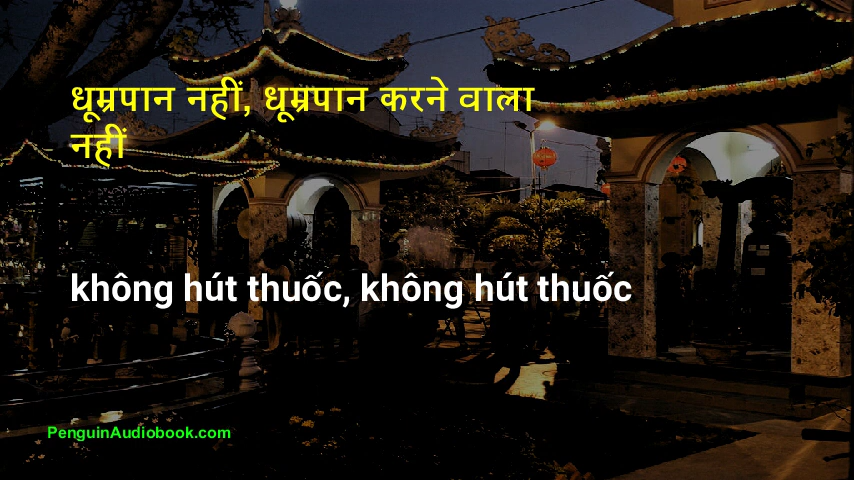 धूम्रपान नहीं, धूम्रपान करने वाला
नहीं
không hút thuốc, không hút thuốc
PenguinAudiobook.com